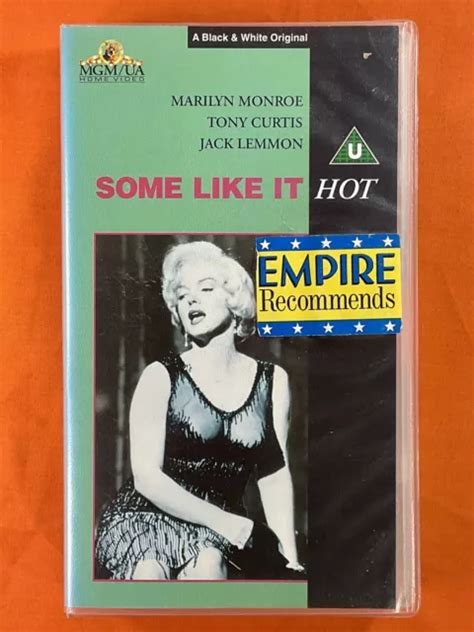 A Black & White Original
MGM/UA
HOME VIDEO
MARILYN MONROE
TONY CURTIS
JACK LEMMON
U
SOME LIKE IT HOT
EMPIRE
Recommends